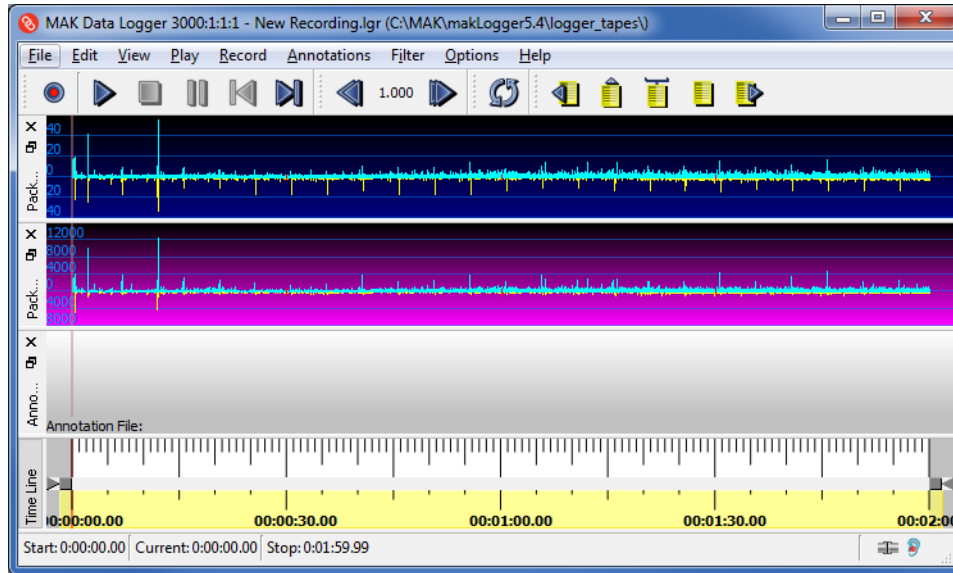 MAK Data Logger 3000:1:1:1 - New Recording.lgr (C:\MAK\makLogger5.4\logger_tapes\)
File Edit View Play Record Annotations Filter Options Help
1.000
40
20
0
20
40
Pack...
12000
8000
4000
0
4000
8000
Pack...
Anno...
Annotation File:
Time Line
0:00:00.00 00:00:30.00 00:01:00.00 00:01:30.00 00:02:0
Start: 0:00:00.00 Current: 0:00:00.00 Stop: 0:01:59.99